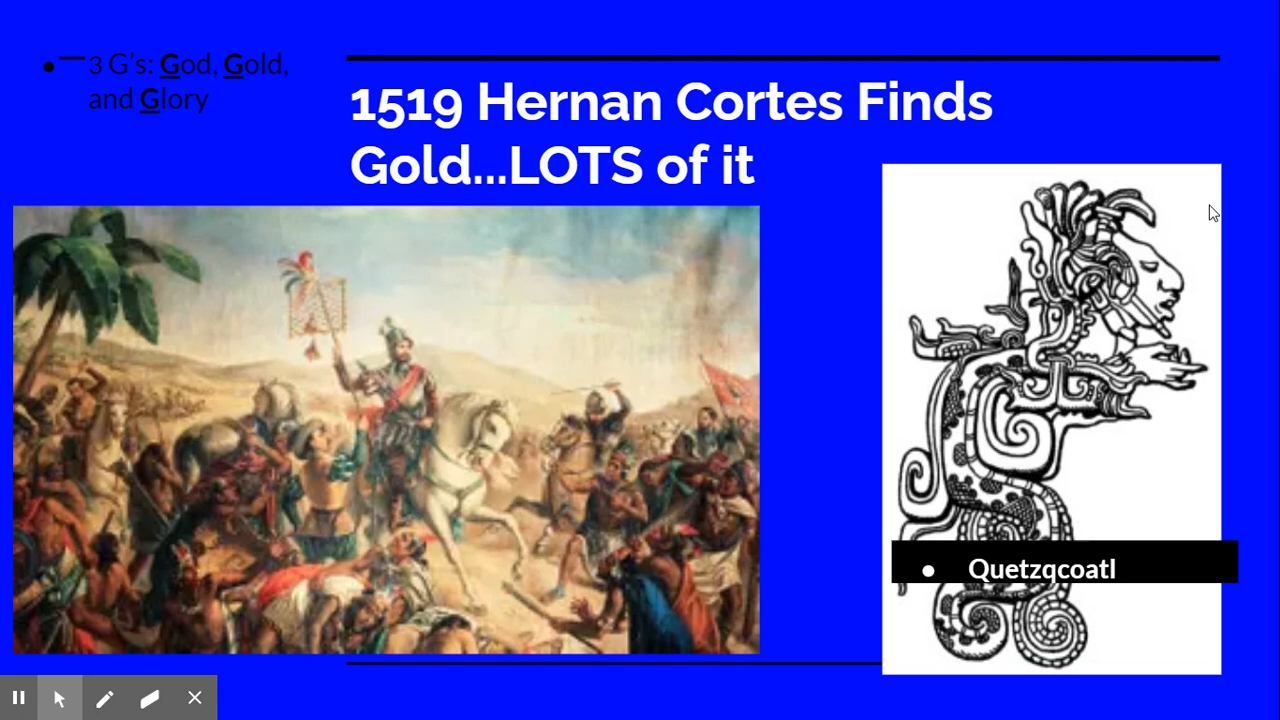 3 G's: God, Gold,
and Glory
1519 Hernan Cortes Finds
Gold...LOTS of it
Quetzqcoatl